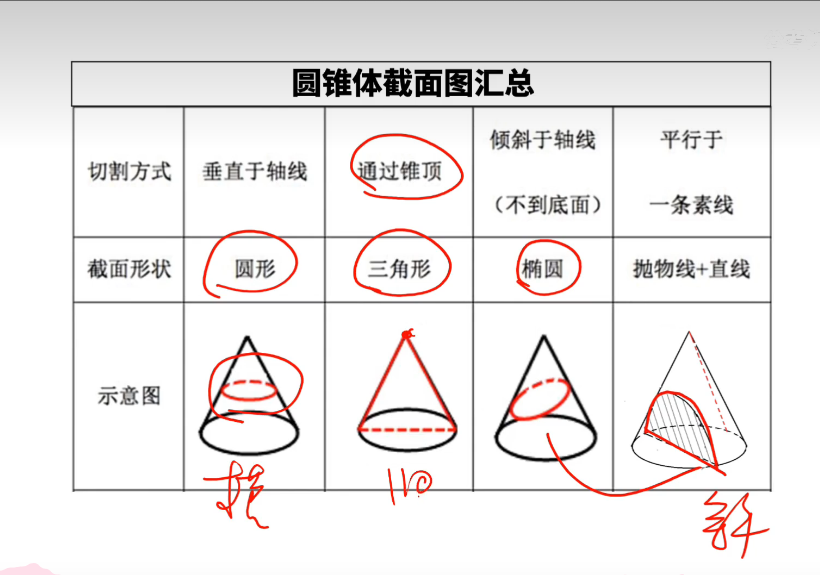 圆锥体截面图汇总
切割方式 垂直于轴线 通过锥顶 倾斜于轴线（不到底面） 平行于一条素线
截面形状 圆形 三角形 椭圆 抛物线+直线
示意图
横
斜